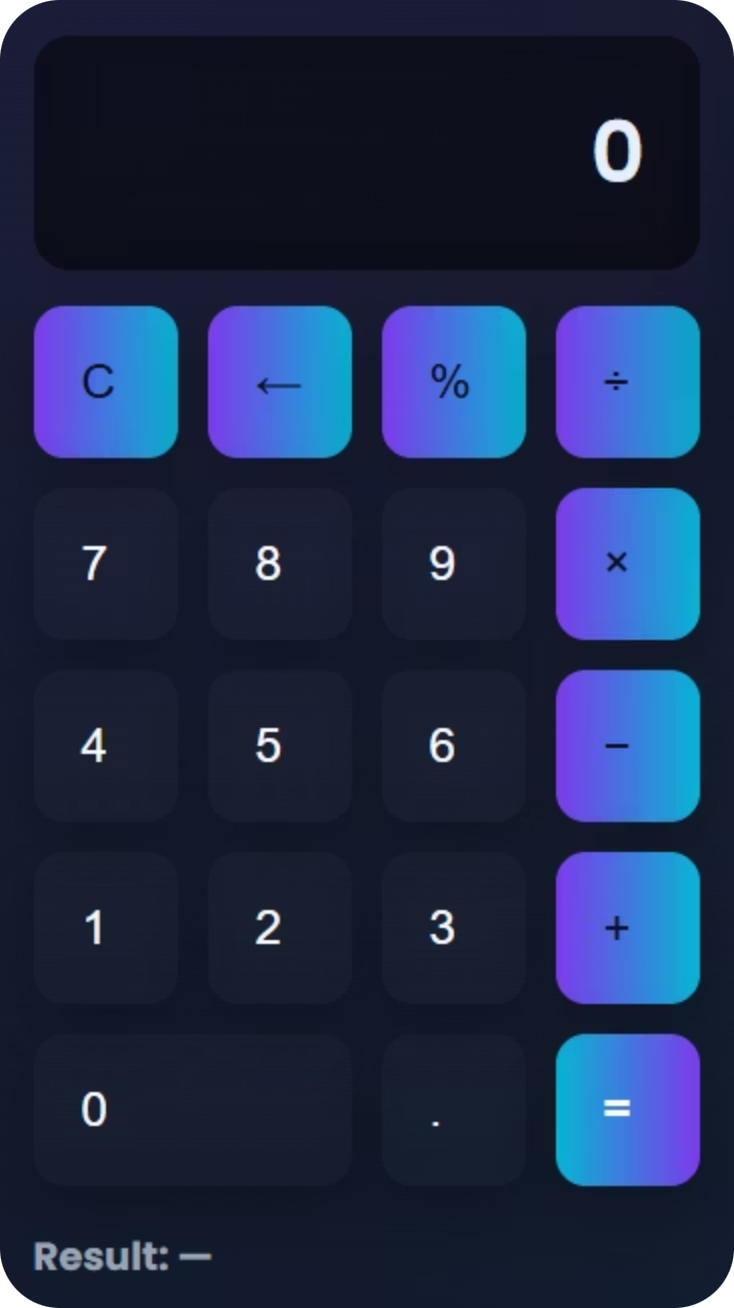 0
C ← % ÷
7 8 9 ×
4 5 6 −
1 2 3 +
0 . =
Result: —